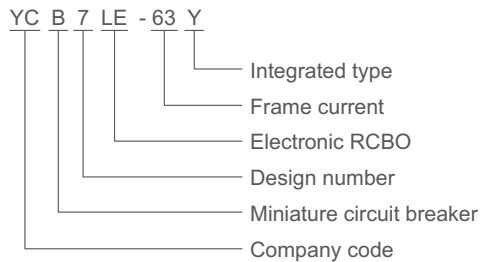 YC B 7 LE - 63 Y
Integrated type
Frame current
Electronic RCBO
Design number
Miniature circuit breaker
Company code